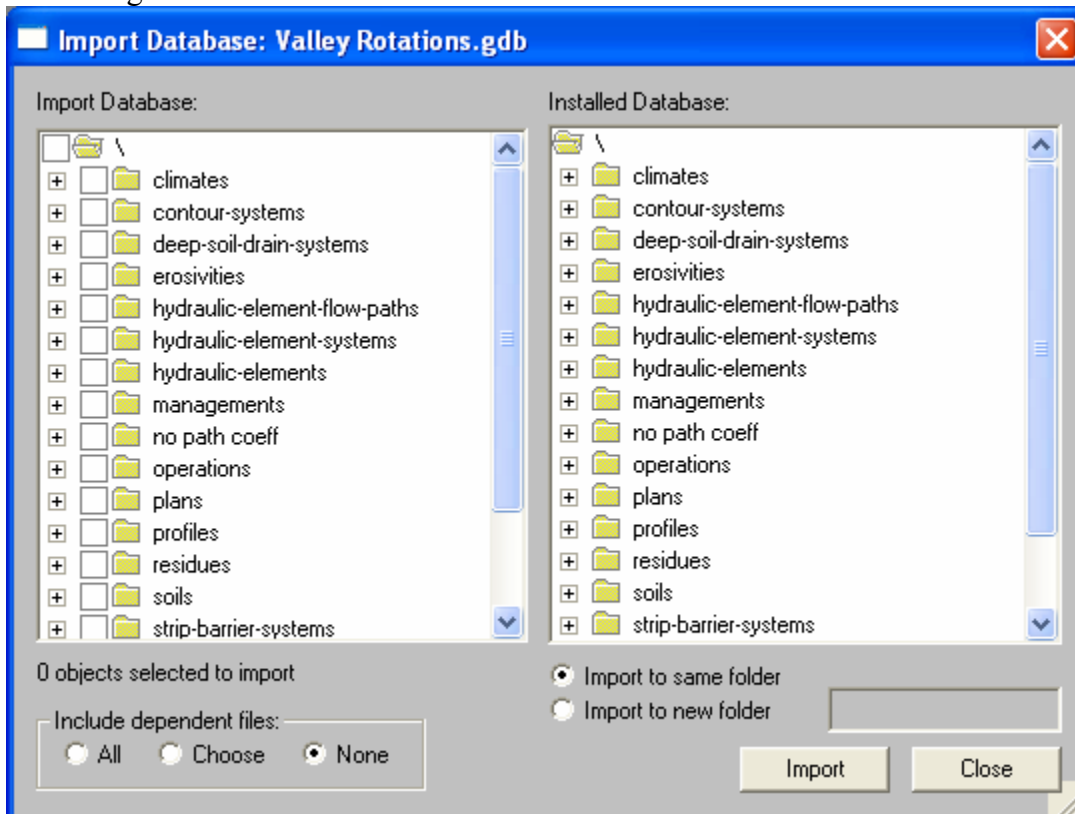 Import Database: Valley Rotations.gdb
Import Database:
\
climates
contour-systems
deep-soil-drain-systems
erosivities
hydraulic-element-flow-paths
hydraulic-element-systems
hydraulic-elements
managements
no path coeff
operations
plans
profiles
residues
soils
strip-barrier-systems
0 objects selected to import
Include dependent files:
All Choose None
Installed Database:
\
climates
contour-systems
deep-soil-drain-systems
erosivities
hydraulic-element-flow-paths
hydraulic-element-systems
hydraulic-elements
managements
no path coeff
operations
plans
profiles
residues
soils
strip-barrier-systems
Import to same folder
Import to new folder
Import Close